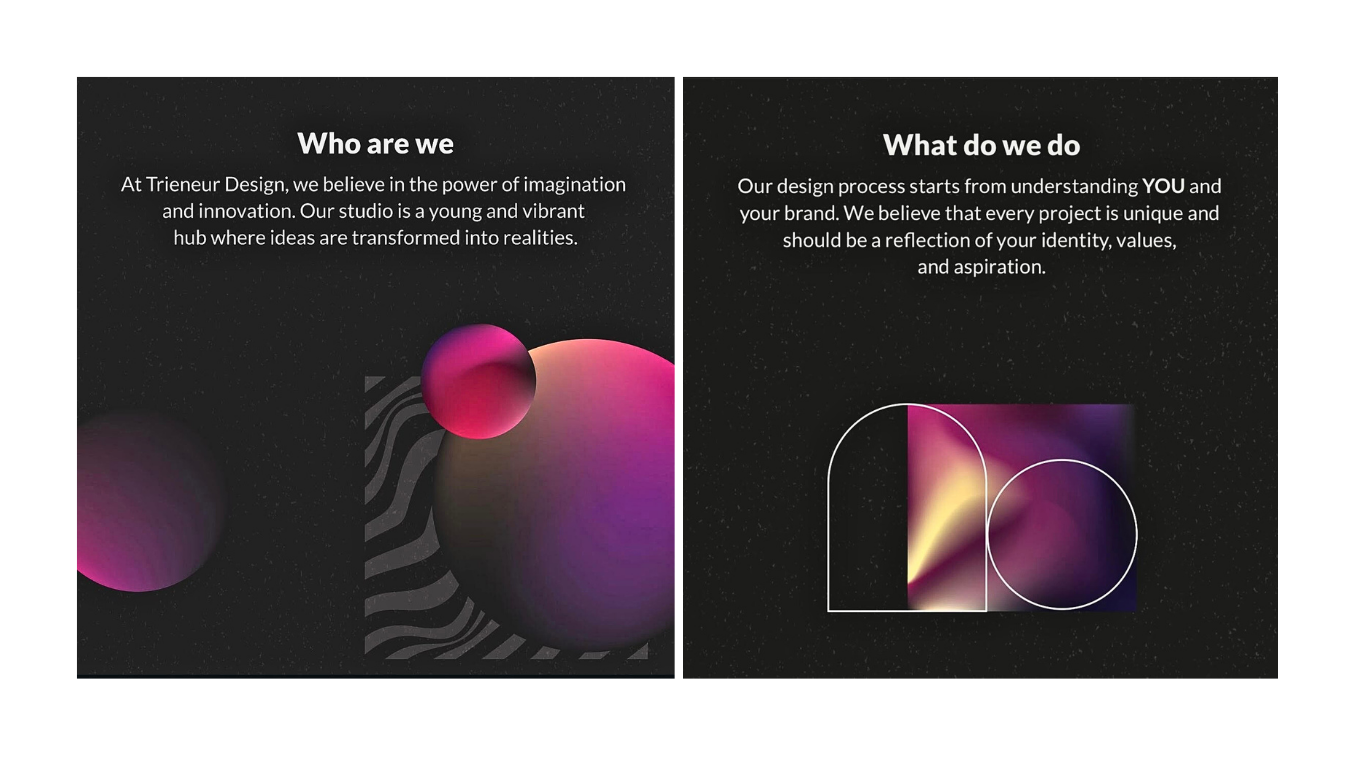 Who are we
At Trieneur Design, we believe in the power of imagination
and innovation. Our studio is a young and vibrant
hub where ideas are transformed into realities.
What do we do
Our design process starts from understanding YOU and
your brand. We believe that every project is unique and
should be a reflection of your identity, values,
and aspiration.